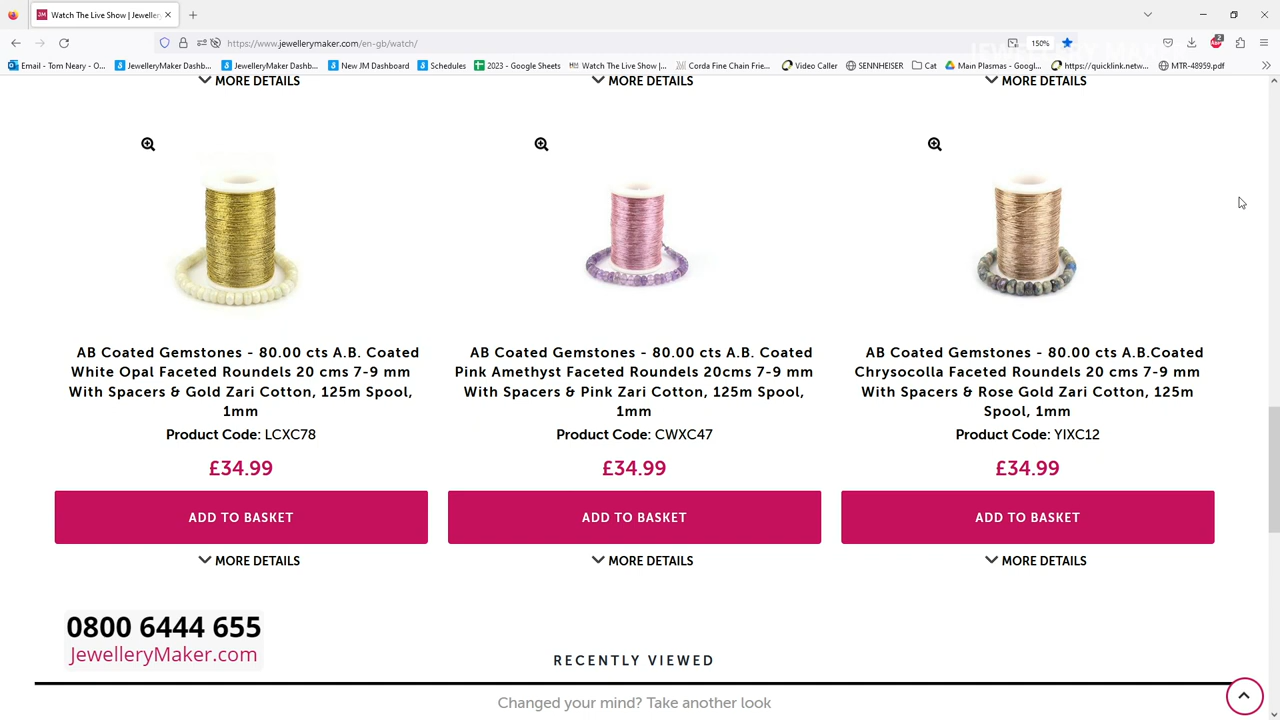 Watch The Live Show | Jeweller
https://www.jewellerymaker.com/en-gb/watch/
150%
2
Email - Tom Neary - O...
JewelleryMaker Dashb...
JewelleryMaker Dashb...
New JM Dashboard
Schedules
2023 - Google Sheets
Watch The Live Show |...
Corda Fine Chain Frie...
Video Caller
SENNHEISER
Cat
Main Plasmas - Googl...
https://quicklink.netw...
MTR-48959.pdf
MORE DETAILS
MORE DETAILS
MORE DETAILS
AB Coated Gemstones - 80.00 cts A.B. Coated
White Opal Faceted Roundels 20 cms 7-9 mm
With Spacers & Gold Zari Cotton, 125m Spool,
1mm
Product Code: LCXC78
£34.99
ADD TO BASKET
MORE DETAILS
AB Coated Gemstones - 80.00 cts A.B. Coated
Pink Amethyst Faceted Roundels 20cms 7-9 mm
With Spacers & Pink Zari Cotton, 125m Spool,
1mm
Product Code: CWXC47
£34.99
ADD TO BASKET
MORE DETAILS
AB Coated Gemstones - 80.00 cts A.B.Coated
Chrysocolla Faceted Roundels 20 cms 7-9 mm
With Spacers & Rose Gold Zari Cotton, 125m
Spool, 1mm
Product Code: YIXC12
£34.99
ADD TO BASKET
MORE DETAILS
0800 6444 655
JewelleryMaker.com
RECENTLY VIEWED
Changed your mind? Take another look